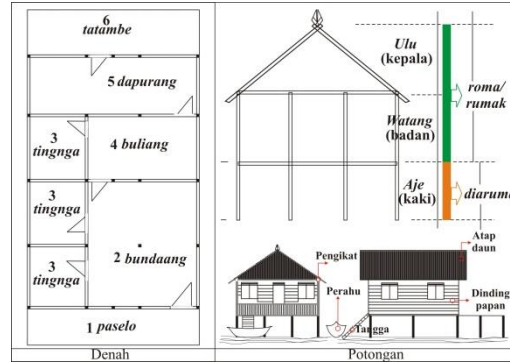 6
tatambe
5 dapurang
3
tingnga
4 buliang
3
tingnga
3
tingnga
2 bundaang
1 paselo
Denah
Ulu
(kepala)
roma/
rumak
Watang
(badan)
Aje
(kaki)
Atap
daun
Pengikat
Perahu
Tangga
Dinding
papan
Potongan